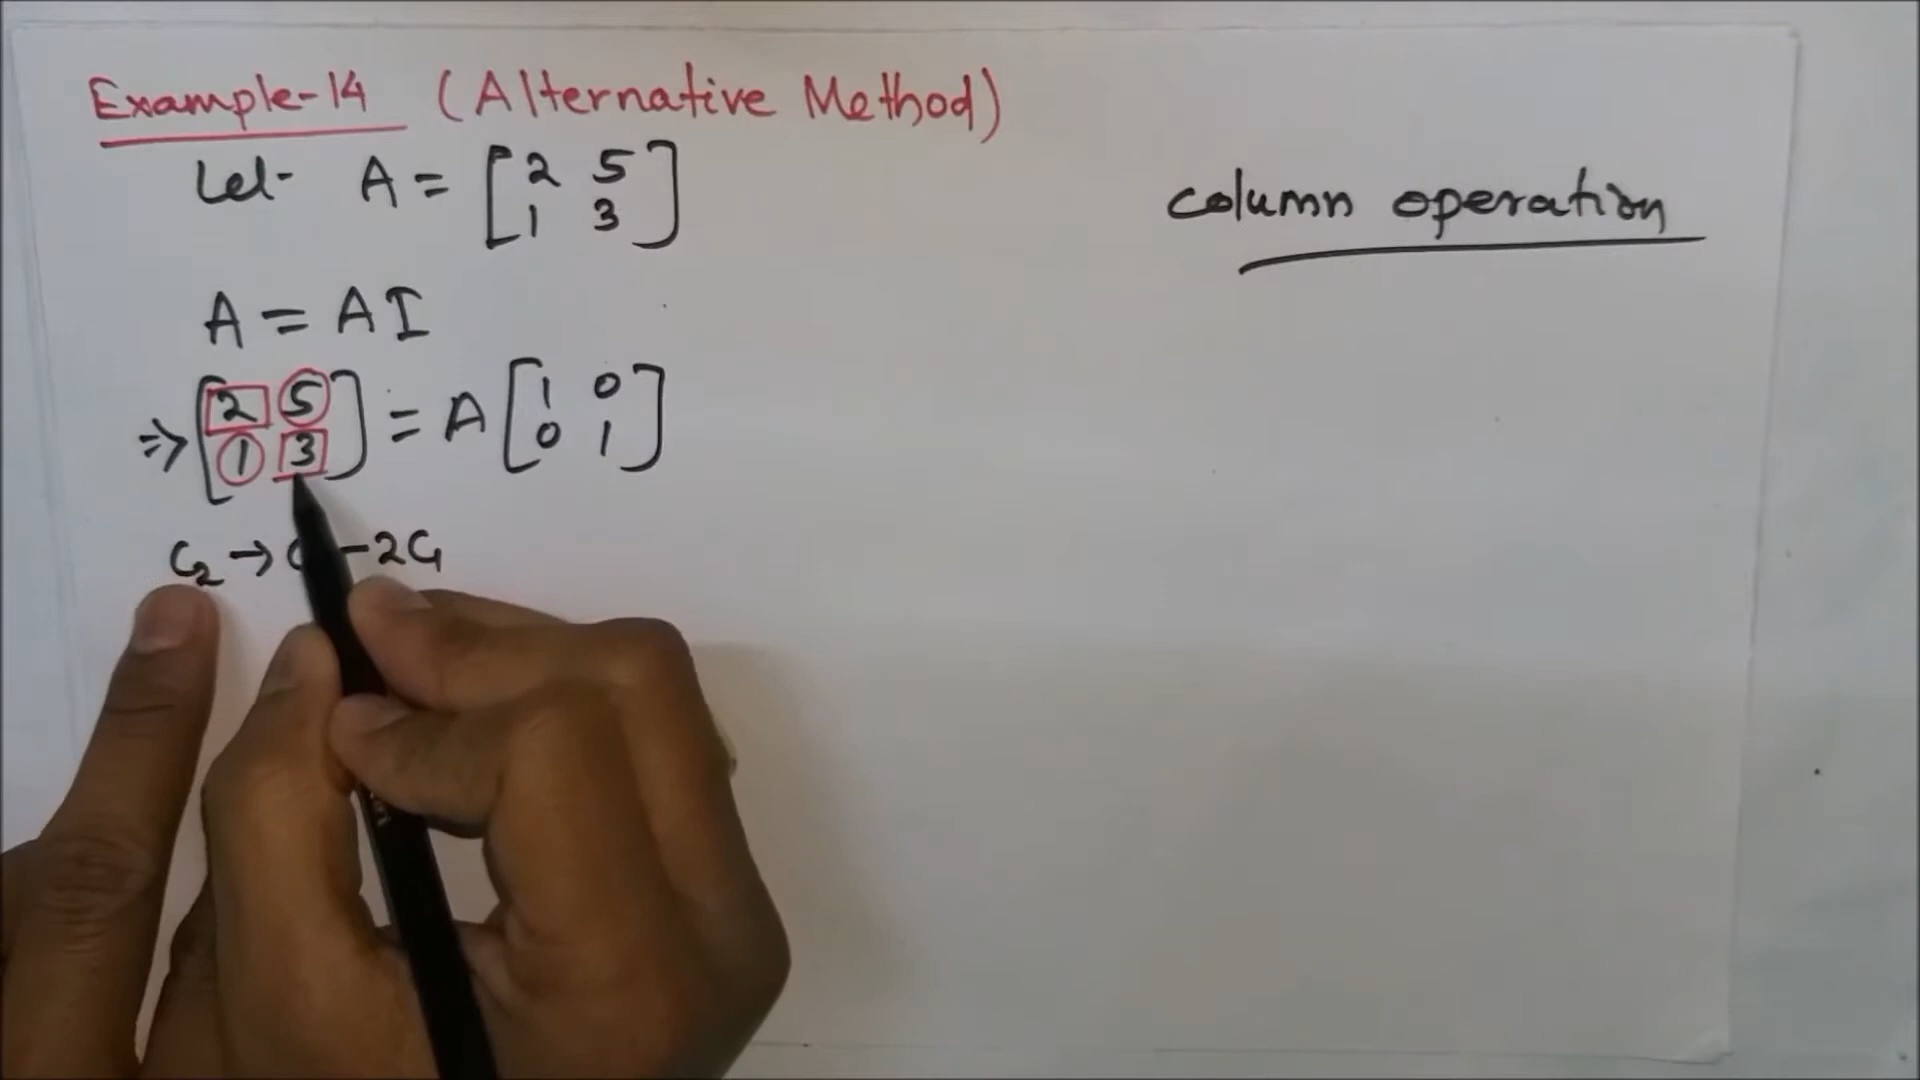 Example-14 (Alternative Method)
Let A = [2 5
1 3]
column operation
A = A I
⇒ [2 5
1 3] = A [1 0
0 1]
C₂ → -2C₁